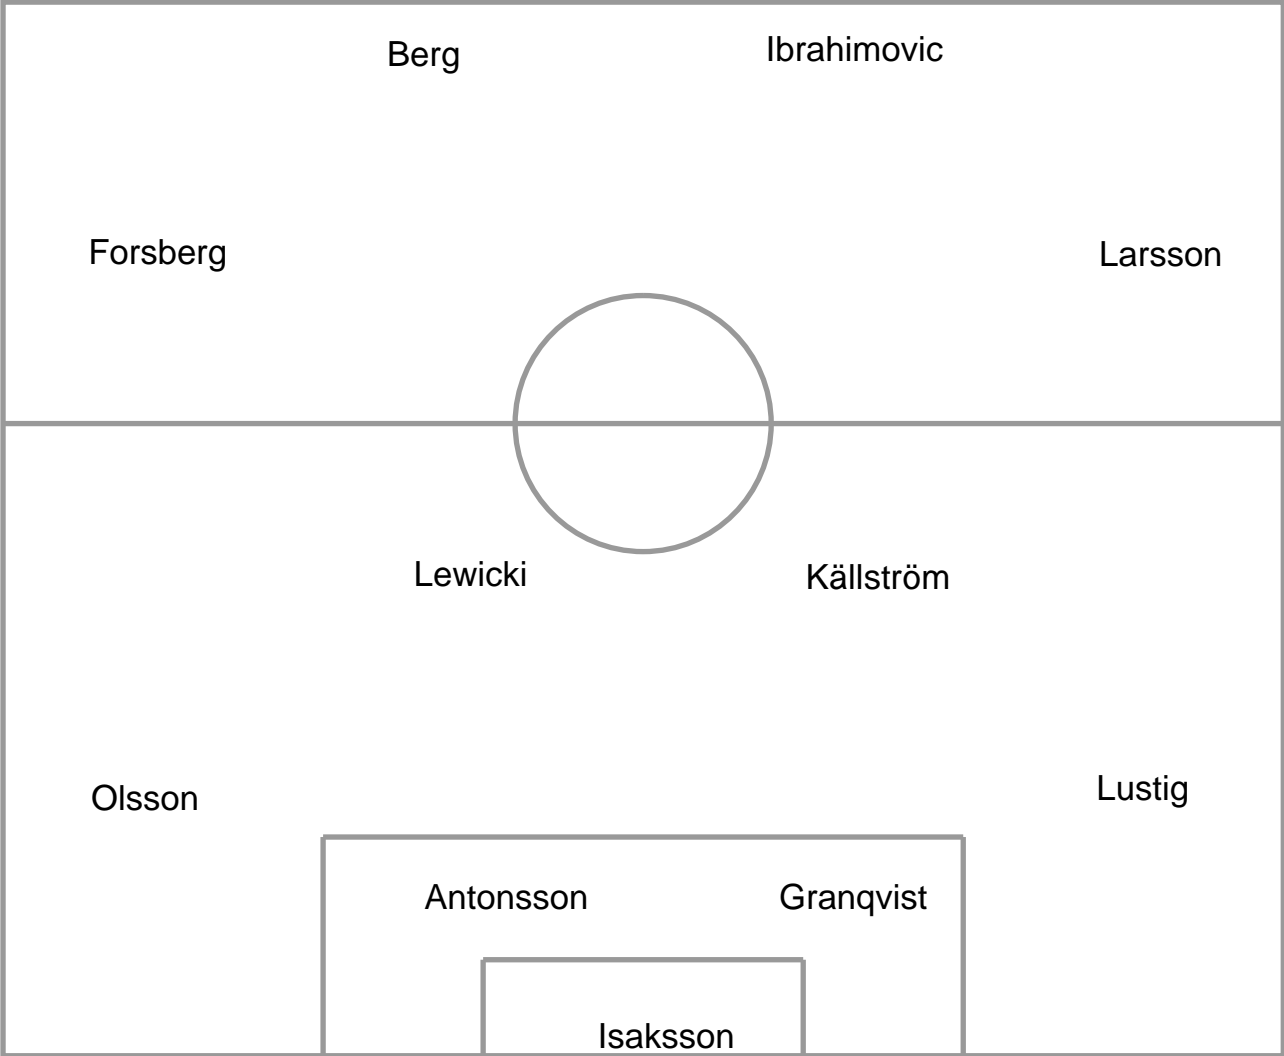 Berg
Ibrahimovic
Forsberg
Larsson
Lewicki
Källström
Olsson
Lustig
Antonsson
Granqvist
Isaksson